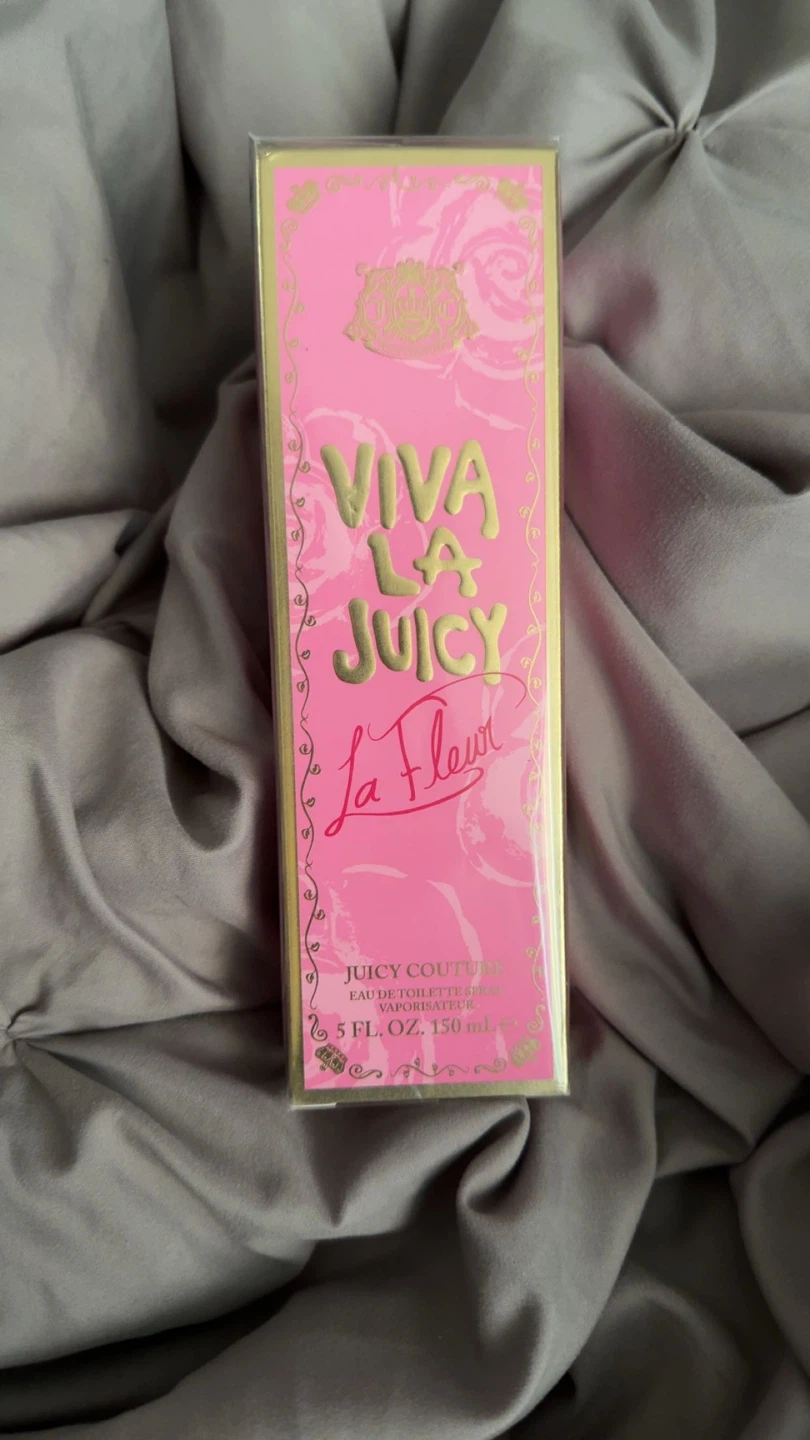 VIVA
LA
JUICY
La Fleur
JUICY COUTURE
EAU DE TOILETTE SPRAY
VAPORISATEUR
5 FL. OZ. 150 mL ℮